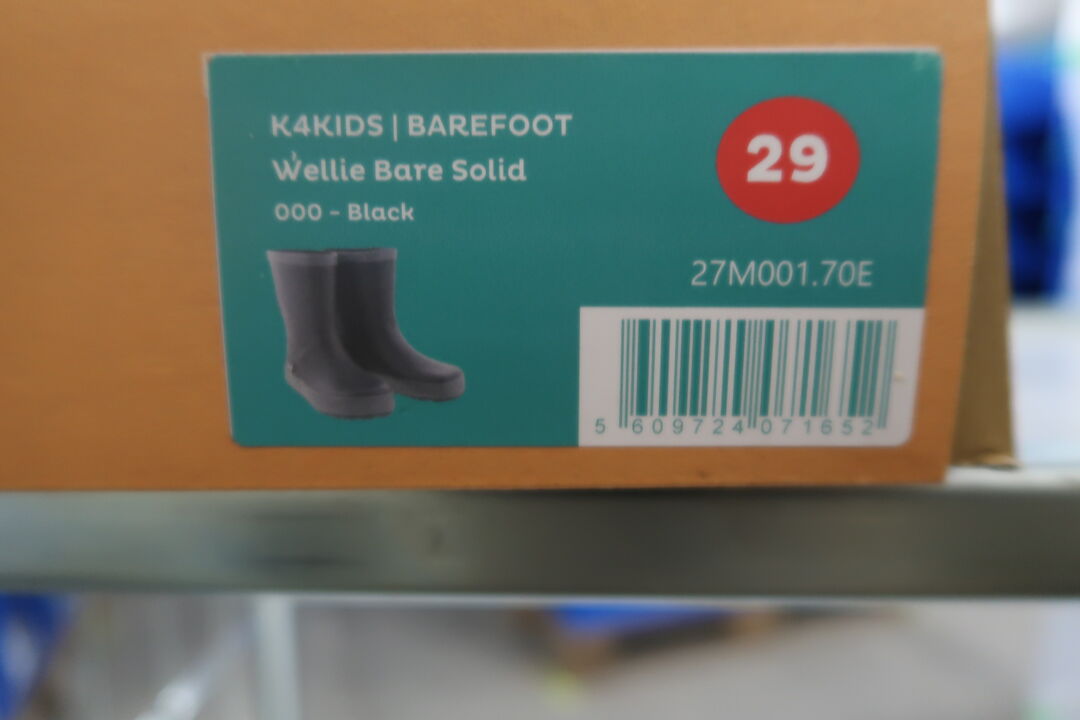 K4KIDS | BAREFOOT
Wellie Bare Solid
000 - Black
29
27M001.70E
5 609724 071652